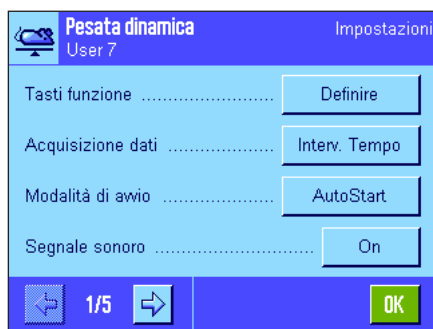 Pesata dinamica
User 7
Impostazioni
Tasti funzione ........................ Definire
Acquisizione dati ................... Interv. Tempo
Modalità di avvio .................... AutoStart
Segnale sonoro ............................. On
1/5
OK